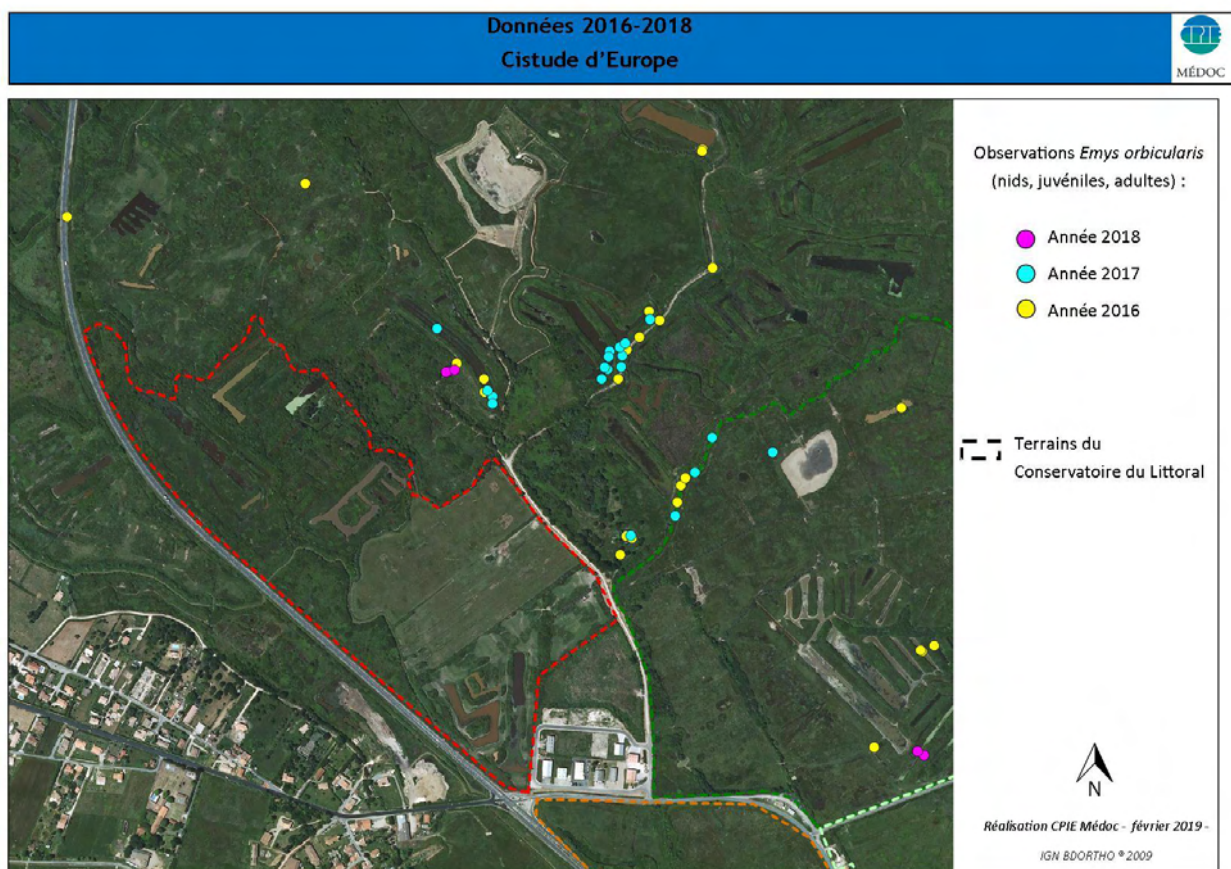 Données 2016-2018
Cistude d'Europe
CPIE
MÉDOC
Observations Emys orbicularis
(nids, juvéniles, adultes) :
Année 2018
Année 2017
Année 2016
Terrains du
Conservatoire du Littoral
N
Réalisation CPIE Médoc - février 2019 -
IGN BDORTHO ® 2009